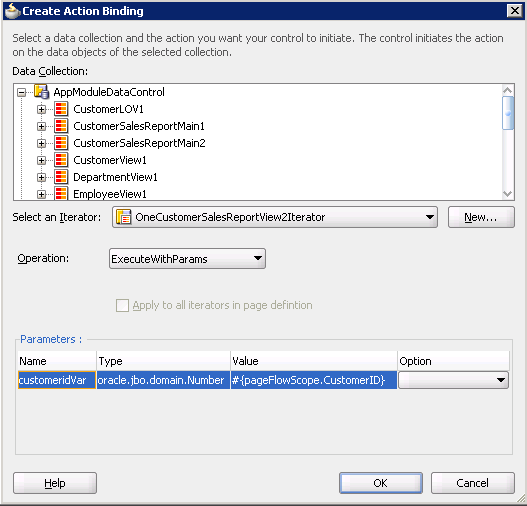 Create Action Binding
Select a data collection and the action you want your control to initiate. The control initiates the action
on the data objects of the selected collection.
Data Collection:
AppModuleDataControl
CustomerLOV1
CustomerSalesReportMain1
CustomerSalesReportMain2
CustomerView1
DepartmentView1
EmployeeView1
Select an Iterator: OneCustomerSalesReportView2Iterator New...
Operation: ExecuteWithParams
Apply to all iterators in page defintion
Parameters :
Name Type Value Option
customeridVar oracle.jbo.domain.Number #{pageFlowScope.CustomerID}
Help OK Cancel